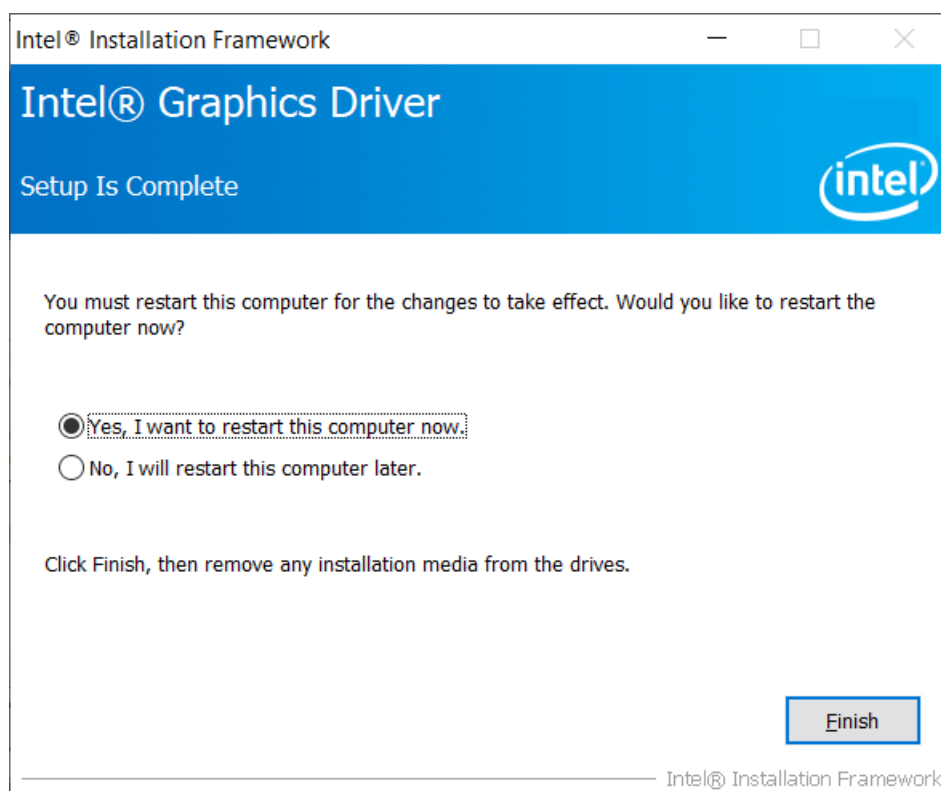 Intel® Installation Framework
Intel® Graphics Driver
Setup Is Complete
intel
You must restart this computer for the changes to take effect. Would you like to restart the
computer now?
Yes, I want to restart this computer now.
No, I will restart this computer later.
Click Finish, then remove any installation media from the drives.
Finish
Intel® Installation Framework